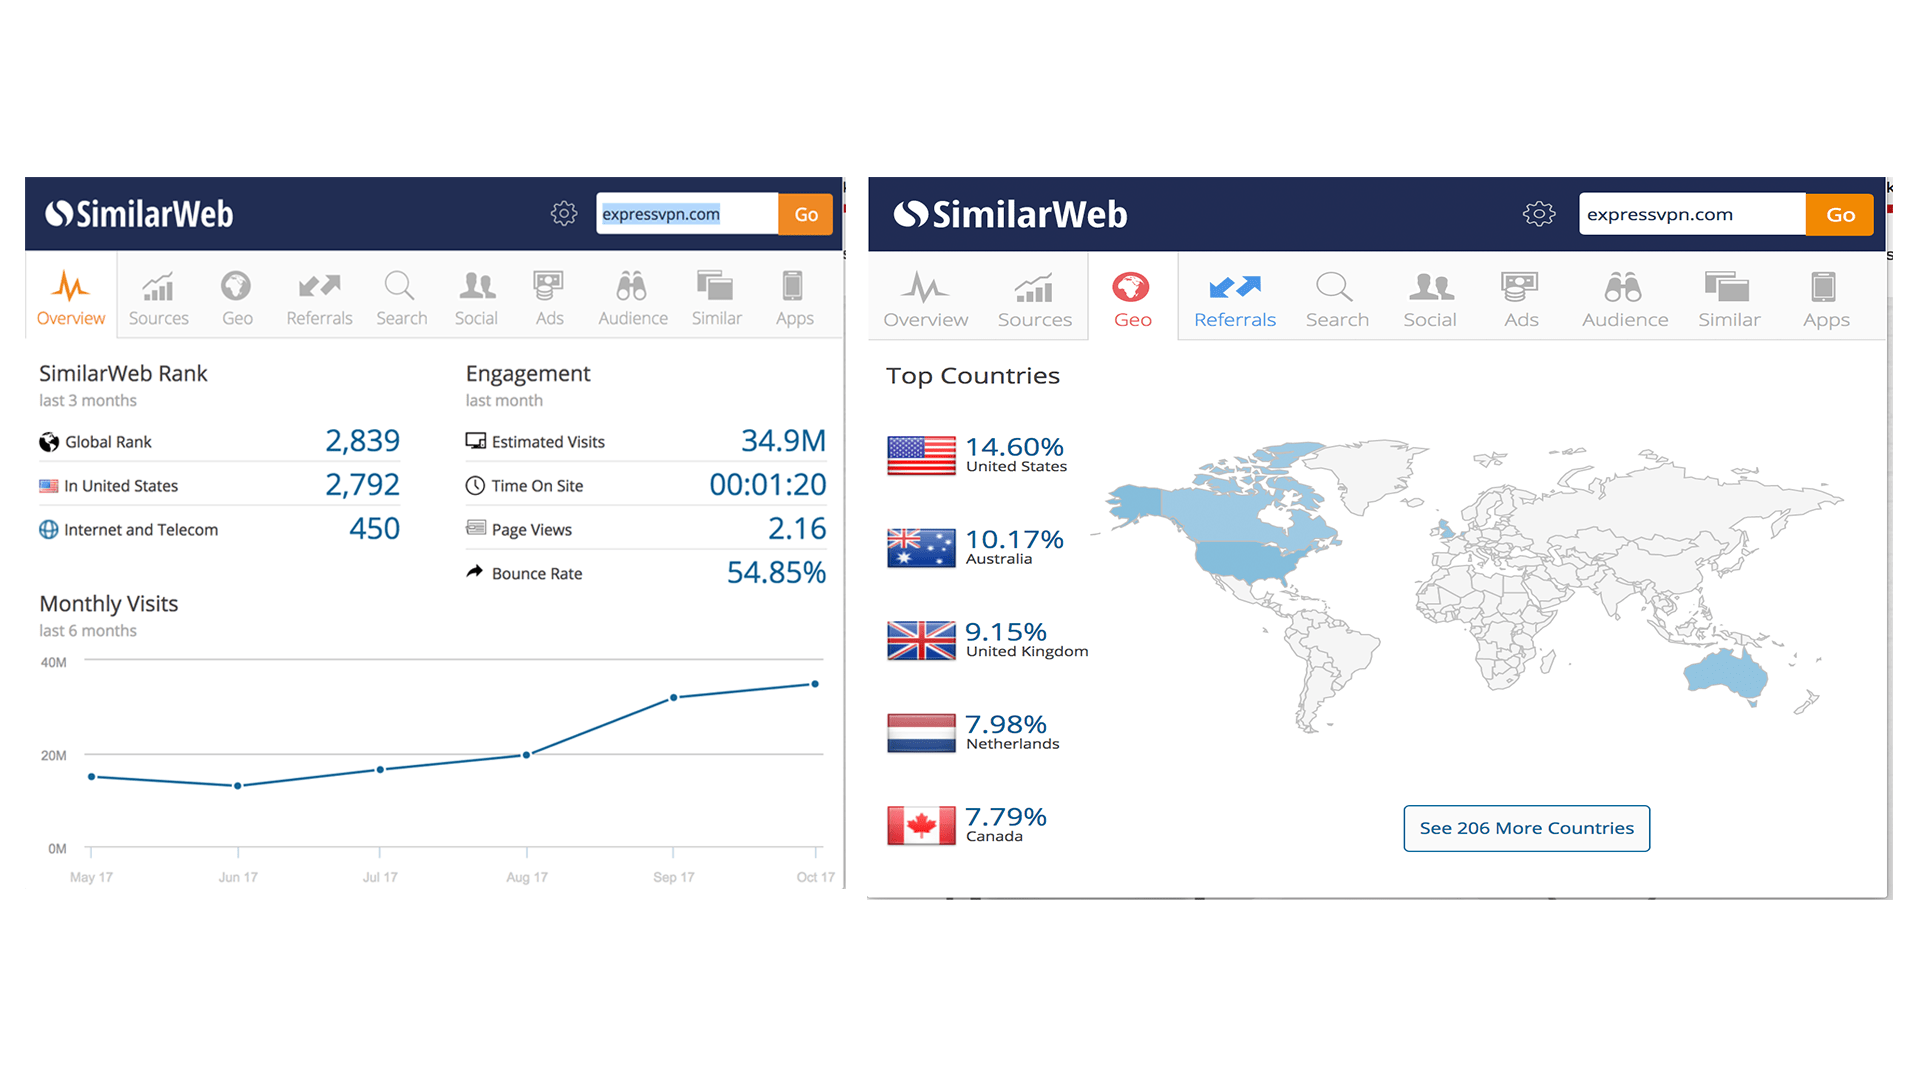 SimilarWeb
expressvpn.com
Go
Overview
Sources
Geo
Referrals
Search
Social
Ads
Audience
Similar
Apps
SimilarWeb Rank
last 3 months
Global Rank 2,839
In United States 2,792
Internet and Telecom 450
Engagement
last month
Estimated Visits 34.9M
Time On Site 00:01:20
Page Views 2.16
Bounce Rate 54.85%
Monthly Visits
last 6 months
40M
20M
0M
May 17
Jun 17
Jul 17
Aug 17
Sep 17
Oct 17
SimilarWeb
expressvpn.com
Go
Overview
Sources
Geo
Referrals
Search
Social
Ads
Audience
Similar
Apps
Top Countries
14.60%
United States
10.17%
Australia
9.15%
United Kingdom
7.98%
Netherlands
7.79%
Canada
See 206 More Countries